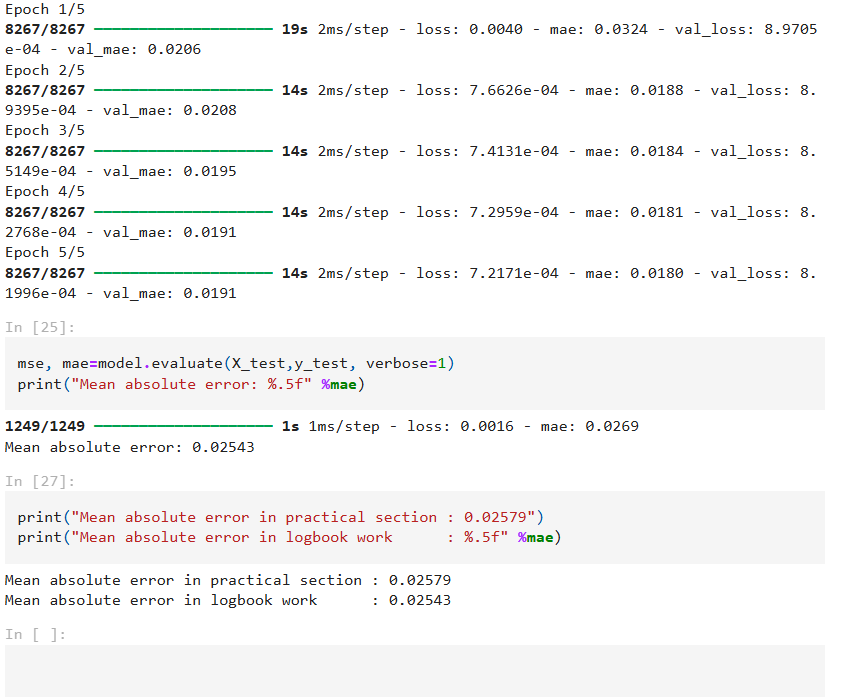 Epoch 1/5
8267/8267 ━━━━━━━━━━━━━━━━━━━━ 19s 2ms/step - loss: 0.0040 - mae: 0.0324 - val_loss: 8.9705
e-04 - val_mae: 0.0206
Epoch 2/5
8267/8267 ━━━━━━━━━━━━━━━━━━━━ 14s 2ms/step - loss: 7.6626e-04 - mae: 0.0188 - val_loss: 8.
9395e-04 - val_mae: 0.0208
Epoch 3/5
8267/8267 ━━━━━━━━━━━━━━━━━━━━ 14s 2ms/step - loss: 7.4131e-04 - mae: 0.0184 - val_loss: 8.
5149e-04 - val_mae: 0.0195
Epoch 4/5
8267/8267 ━━━━━━━━━━━━━━━━━━━━ 14s 2ms/step - loss: 7.2959e-04 - mae: 0.0181 - val_loss: 8.
2768e-04 - val_mae: 0.0191
Epoch 5/5
8267/8267 ━━━━━━━━━━━━━━━━━━━━ 14s 2ms/step - loss: 7.2171e-04 - mae: 0.0180 - val_loss: 8.
1996e-04 - val_mae: 0.0191
In [25]:
mse, mae=model.evaluate(X_test,y_test, verbose=1)
print("Mean absolute error: %.5f" %mae)
1249/1249 ━━━━━━━━━━━━━━━━━━━━ 1s 1ms/step - loss: 0.0016 - mae: 0.0269
Mean absolute error: 0.02543
In [27]:
print("Mean absolute error in practical section : 0.02579")
print("Mean absolute error in logbook work      : %.5f" %mae)
Mean absolute error in practical section : 0.02579
Mean absolute error in logbook work      : 0.02543
In [ ]: